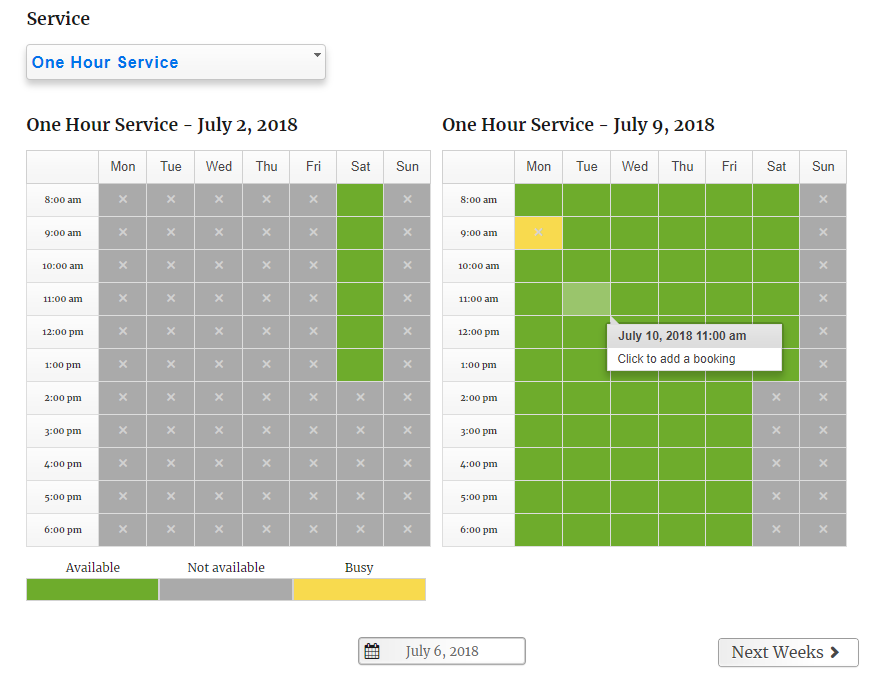 Service
One Hour Service
One Hour Service - July 2, 2018
Mon Tue Wed Thu Fri Sat Sun
8:00 am × × × × × ×
9:00 am × × × × × ×
10:00 am × × × × × ×
11:00 am × × × × × ×
12:00 pm × × × × × ×
1:00 pm × × × × × ×
2:00 pm × × × × × × ×
3:00 pm × × × × × × ×
4:00 pm × × × × × × ×
5:00 pm × × × × × × ×
6:00 pm × × × × × × ×
One Hour Service - July 9, 2018
Mon Tue Wed Thu Fri Sat Sun
8:00 am ×
9:00 am × ×
10:00 am ×
11:00 am ×
12:00 pm ×
1:00 pm ×
2:00 pm × ×
3:00 pm × ×
4:00 pm × ×
5:00 pm × ×
6:00 pm × ×
July 10, 2018 11:00 am
Click to add a booking
Available Not available Busy
July 6, 2018
Next Weeks